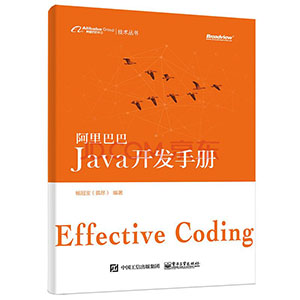 Alibaba Group
技术丛书
Broadview
阿里巴巴
Java开发手册
杨冠宝（孤尽） 编著
Effective Coding
中国工信出版集团
电子工业出版社